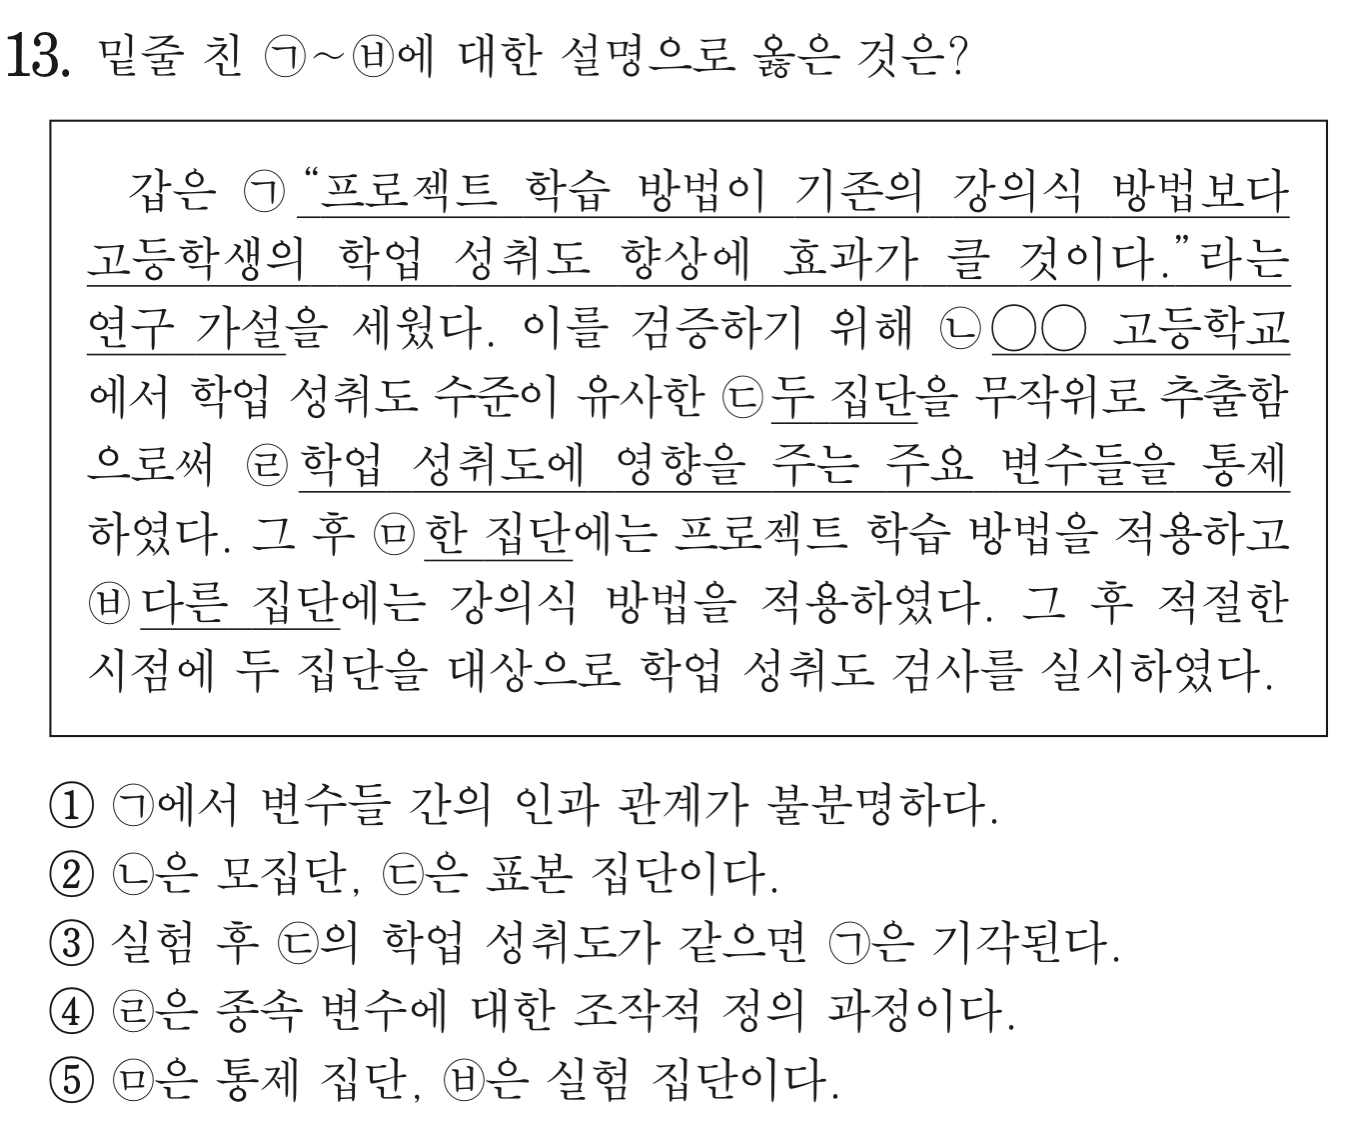 13. 밑줄 친 ㉠~㉥에 대한 설명으로 옳은 것은?
갑은 ㉠ “프로젝트 학습 방법이 기존의 강의식 방법보다
고등학생의 학업 성취도 향상에 효과가 클 것이다.”라는
연구 가설을 세웠다. 이를 검증하기 위해 ㉡○○ 고등학교
에서 학업 성취도 수준이 유사한 ㉢두 집단을 무작위로 추출함
으로써 ㉣학업 성취도에 영향을 주는 주요 변수들을 통제
하였다. 그 후 ㉤한 집단에는 프로젝트 학습 방법을 적용하고
㉥다른 집단에는 강의식 방법을 적용하였다. 그 후 적절한
시점에 두 집단을 대상으로 학업 성취도 검사를 실시하였다.
① ㉠에서 변수들 간의 인과 관계가 불분명하다.
② ㉡은 모집단, ㉢은 표본 집단이다.
③ 실험 후 ㉢의 학업 성취도가 같으면 ㉠은 기각된다.
④ ㉣은 종속 변수에 대한 조작적 정의 과정이다.
⑤ ㉤은 통제 집단, ㉥은 실험 집단이다.